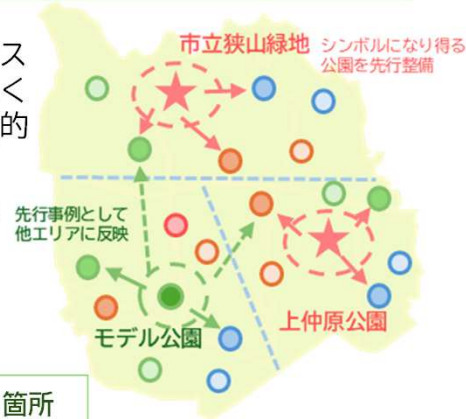 ス
く
的
市立狭山緑地
シンボルになり得る
公園を先行整備
先行事例として
他エリアに反映
モデル公園
上仲原公園
箇所